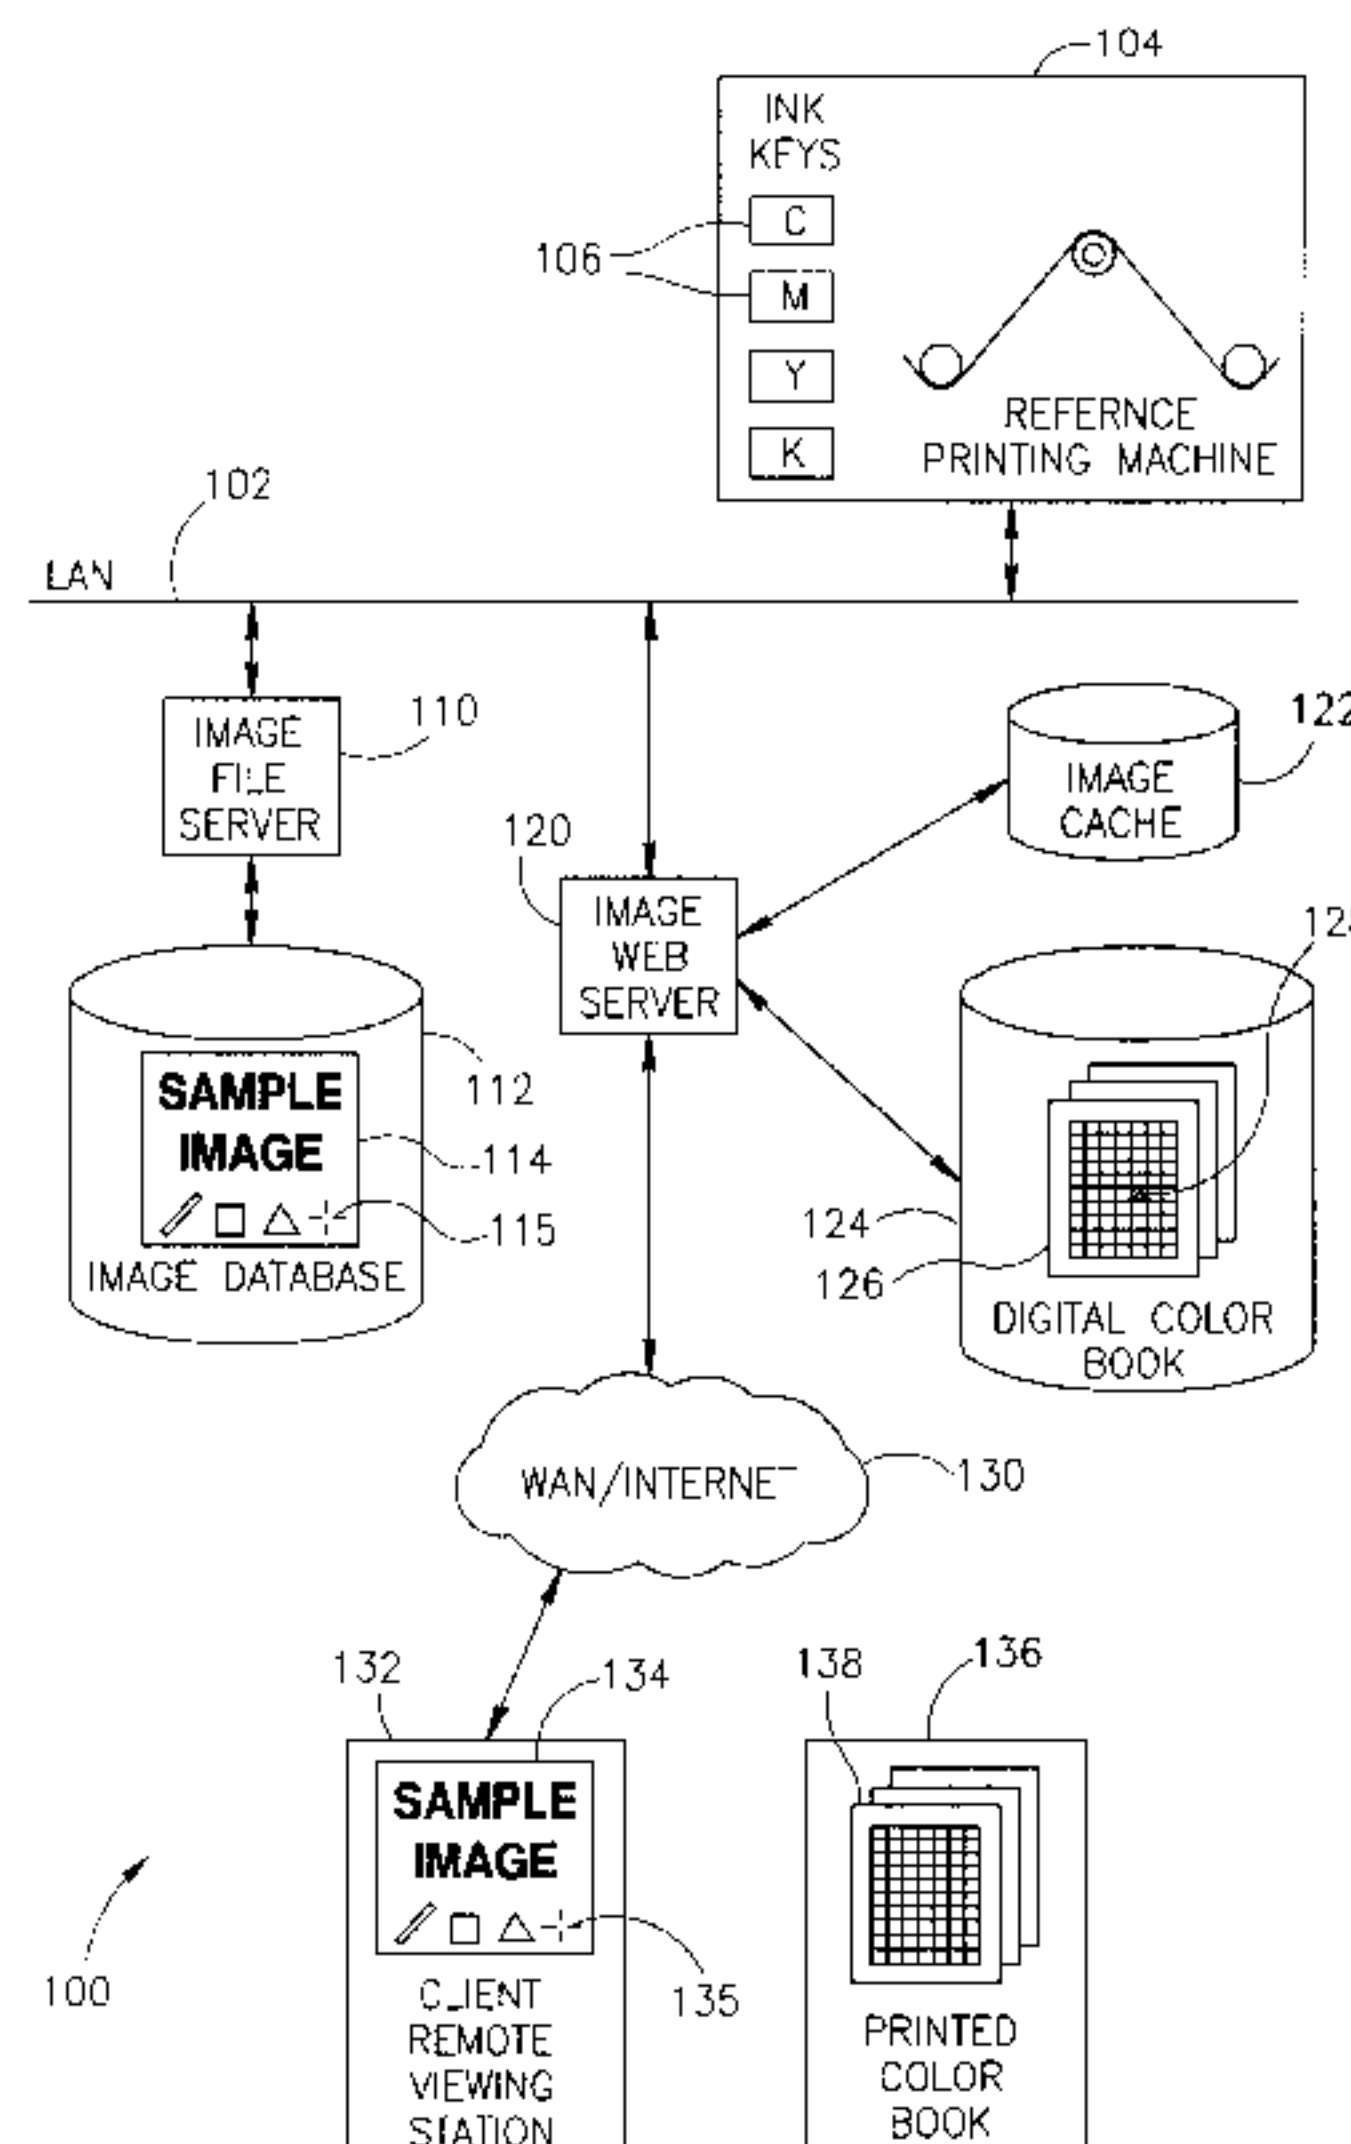 104
INK
KEYS
C
106
M
Y
K
REFERNCE
PRINTING MACHINE
102
LAN
110
IMAGE
FILE
SERVER
122
IMAGE
CACHE
120
IMAGE
WEB
SERVER
112
SAMPLE
IMAGE
114
115
IMAGE DATABASE
124
126
DIGITAL COLOR
BOOK
WAN/INTERNET
130
132
134
138
136
SAMPLE
IMAGE
135
100
CLIENT
REMOTE
VIEWING
STATION
PRINTED
COLOR
BOOK